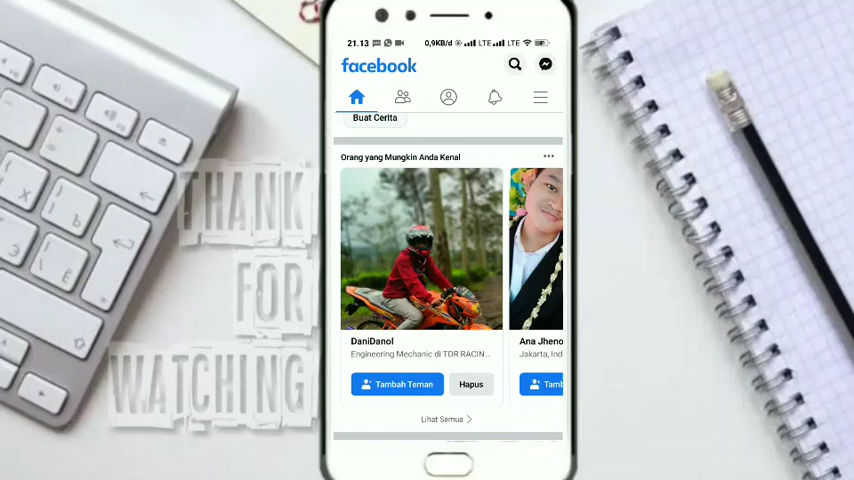 THANK
FOR
WATCHING
21.13
0,9KB/d LTE LTE
facebook
Buat Cerita
Orang yang Mungkin Anda Kenal
DaniDanol
Engineering Mechanic di TDR RACIN...
Tambah Teman
Hapus
Ana Jheno
Jakarta, Ind
Tamb
Lihat Semua